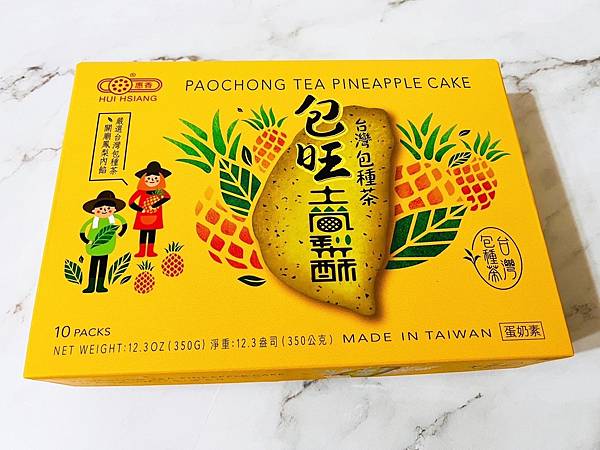 ®
惠香
HUI HSIANG
PAOCHONG TEA PINEAPPLE CAKE
嚴選台灣包種茶
關廟鳳梨內餡
台灣包種茶
包旺土鳳梨酥
台灣
包種茶
10 PACKS
NET WEIGHT:12.3OZ(350G) 淨重:12.3盎司(350公克)
MADE IN TAIWAN
蛋奶素